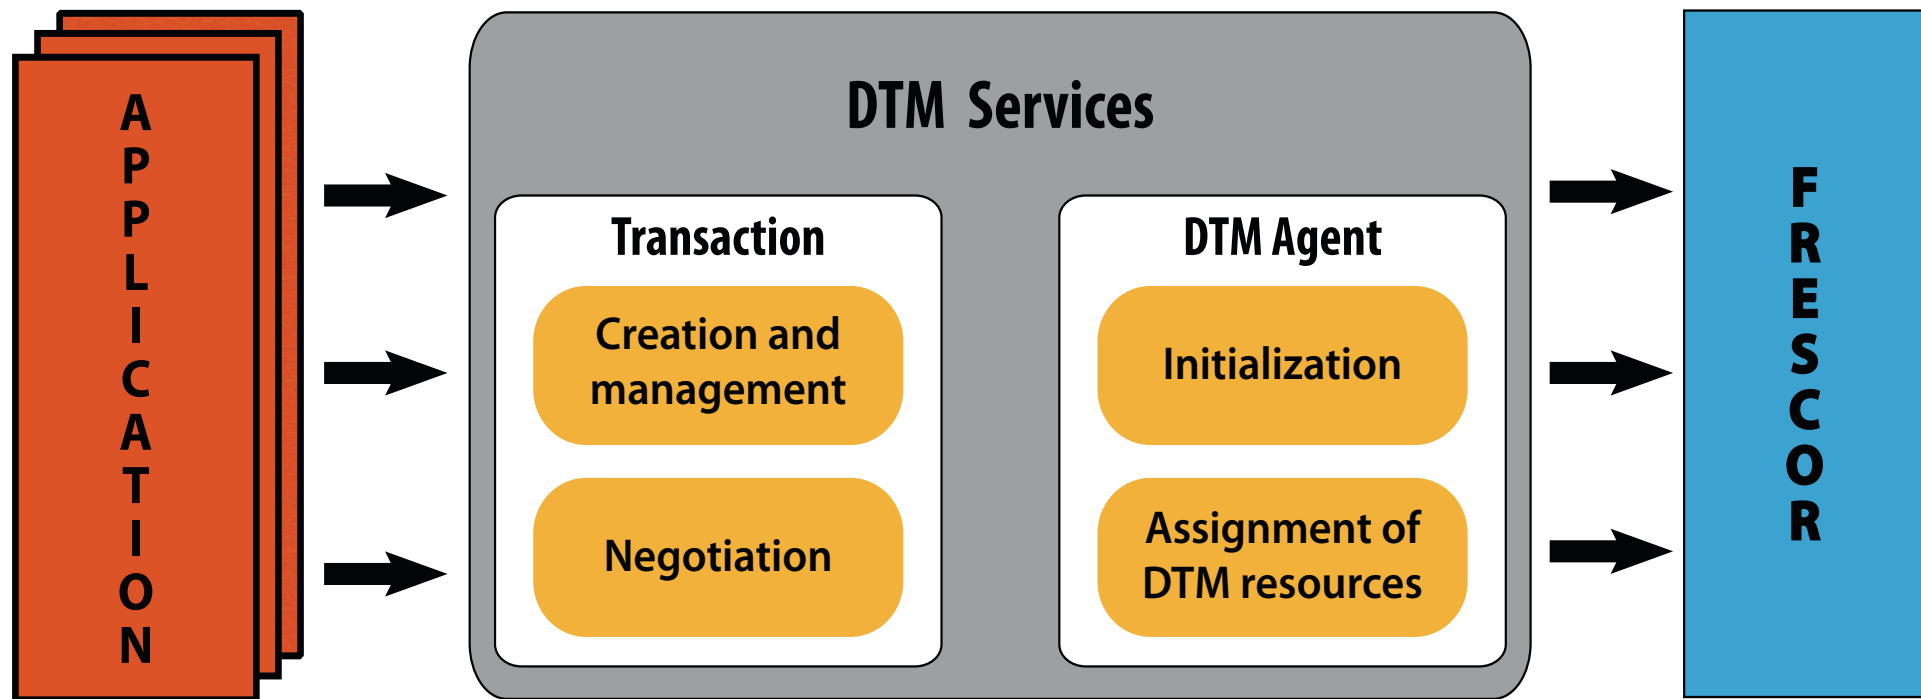 APPLICATION
DTM Services
Transaction
Creation and
management
Negotiation
DTM Agent
Initialization
Assignment of
DTM resources
FRESCOR